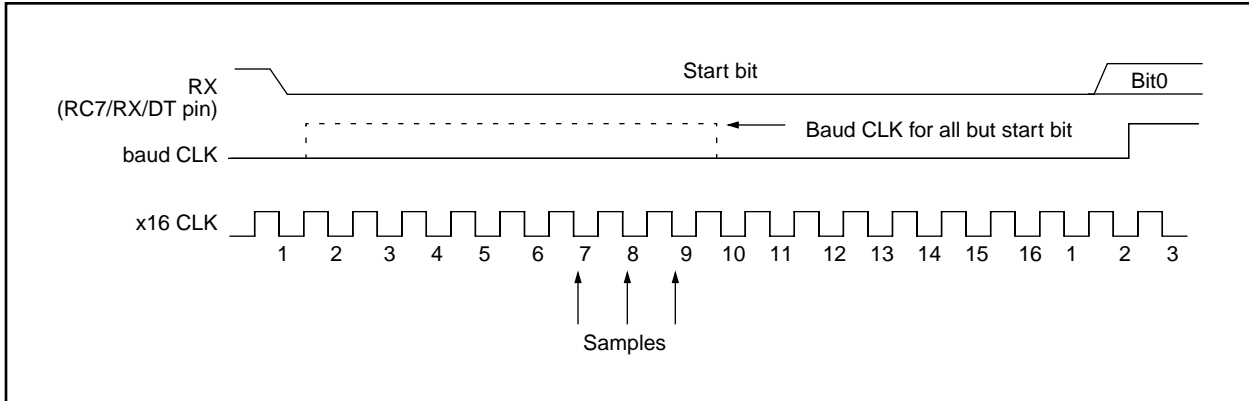 Start bit
RX
(RC7/RX/DT pin)
Bit0
Baud CLK for all but start bit
baud CLK
x16 CLK
1 2 3 4 5 6 7 8 9 10 11 12 13 14 15 16 1 2 3
Samples